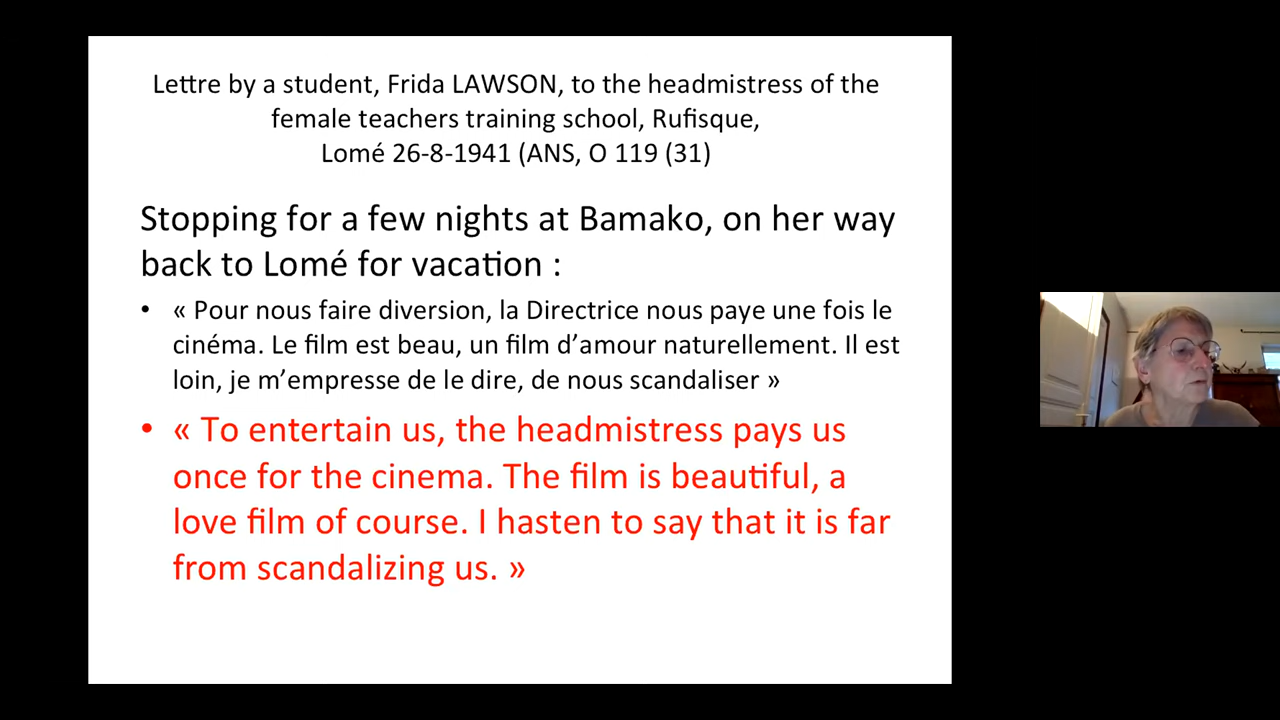 Lettre by a student, Frida LAWSON, to the headmistress of the
female teachers training school, Rufisque,
Lomé 26-8-1941 (ANS, O 119 (31)
Stopping for a few nights at Bamako, on her way
back to Lomé for vacation :
• « Pour nous faire diversion, la Directrice nous paye une fois le
cinéma. Le film est beau, un film d’amour naturellement. Il est
loin, je m’empresse de le dire, de nous scandaliser »
• « To entertain us, the headmistress pays us
once for the cinema. The film is beautiful, a
love film of course. I hasten to say that it is far
from scandalizing us. »